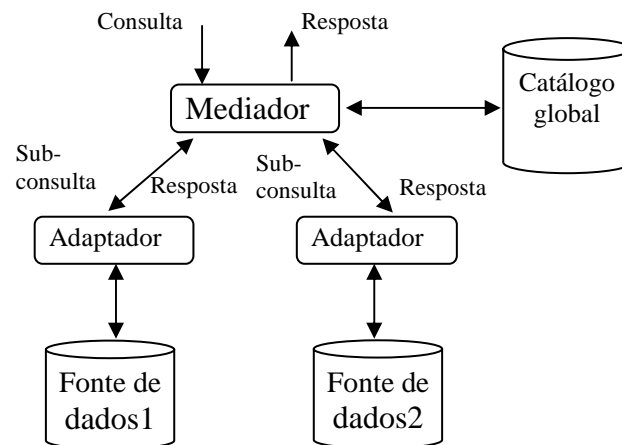 Consulta
Resposta
Catálogo
global
Mediador
Sub-
consulta
Resposta
Sub-
consulta
Resposta
Adaptador
Adaptador
Fonte de
dados1
Fonte de
dados2